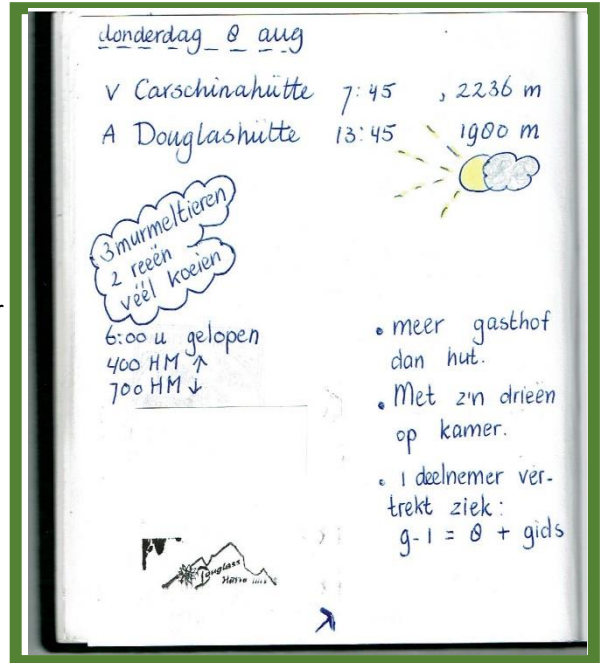 donderdag 8 aug
V Carschinahütte 7:45 , 2236 m
A Douglashütte 13:45 1980 m
3 murmeltieren
2 reeën
véél koeien
6:00 u gelopen
400 HM ↑
700 HM ↓
• meer gasthof
dan hut.
• Met z'n drieën
op kamer.
• 1 deelnemer ver-
trekt ziek:
9-1 = 8 + gids
Douglass
Hütte